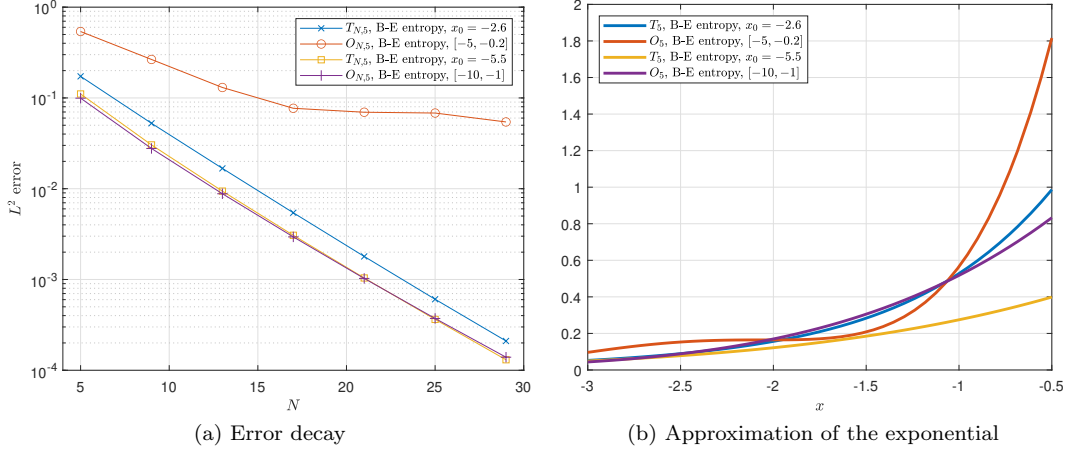 10^0
10^{-1}
10^{-2}
10^{-3}
10^{-4}
L^2 error
5 10 15 20 25 30
N
T_{N,5}, B-E entropy, x_0 = −2.6
O_{N,5}, B-E entropy, [−5, −0.2]
T_{N,5}, B-E entropy, x_0 = −5.5
O_{N,5}, B-E entropy, [−10, −1]
(a) Error decay
T_5, B-E entropy, x_0 = −2.6
O_5, B-E entropy, [−5, −0.2]
T_5, B-E entropy, x_0 = −5.5
O_5, B-E entropy, [−10, −1]
2
1.8
1.6
1.4
1.2
1
0.8
0.6
0.4
0.2
0
-3 -2.5 -2 -1.5 -1 -0.5
x
(b) Approximation of the exponential